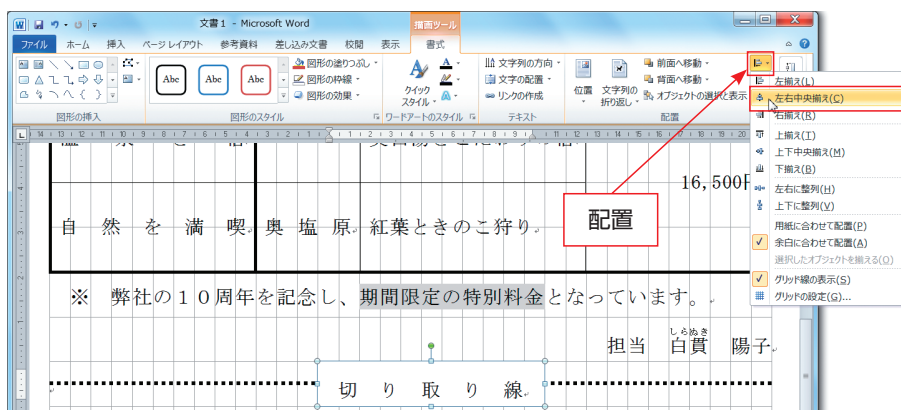 文書1 - Microsoft Word
描画ツール
ファイル ホーム 挿入 ページレイアウト 参考資料 差し込み文書 校閲 表示 書式
Abc Abc Abc
図形の塗りつぶし
図形の枠線
図形の効果
クイック
スタイル
文字列の方向
文字列の配置
リンクの作成
位置
文字列の
折り返し
前面へ移動
背面へ移動
オブジェクトの選択と表示
図形の挿入 図形のスタイル ワードアートのスタイル テキスト 配置
左揃え(L)
左右中央揃え(C)
右揃え(R)
上揃え(T)
上下中央揃え(M)
下揃え(B)
左右に整列(H)
上下に整列(V)
用紙に合わせて配置(P)
余白に合わせて配置(A)
選択したオブジェクトを揃える(O)
グリッド線の表示(S)
グリッドの設定(G)...
配置
16,500円
自然を満喫 奥塩原 紅葉ときのこ狩り
※ 弊社の10周年を記念し、期間限定の特別料金となっています。
しらぬき
担当 白貫 陽子
切り取り線